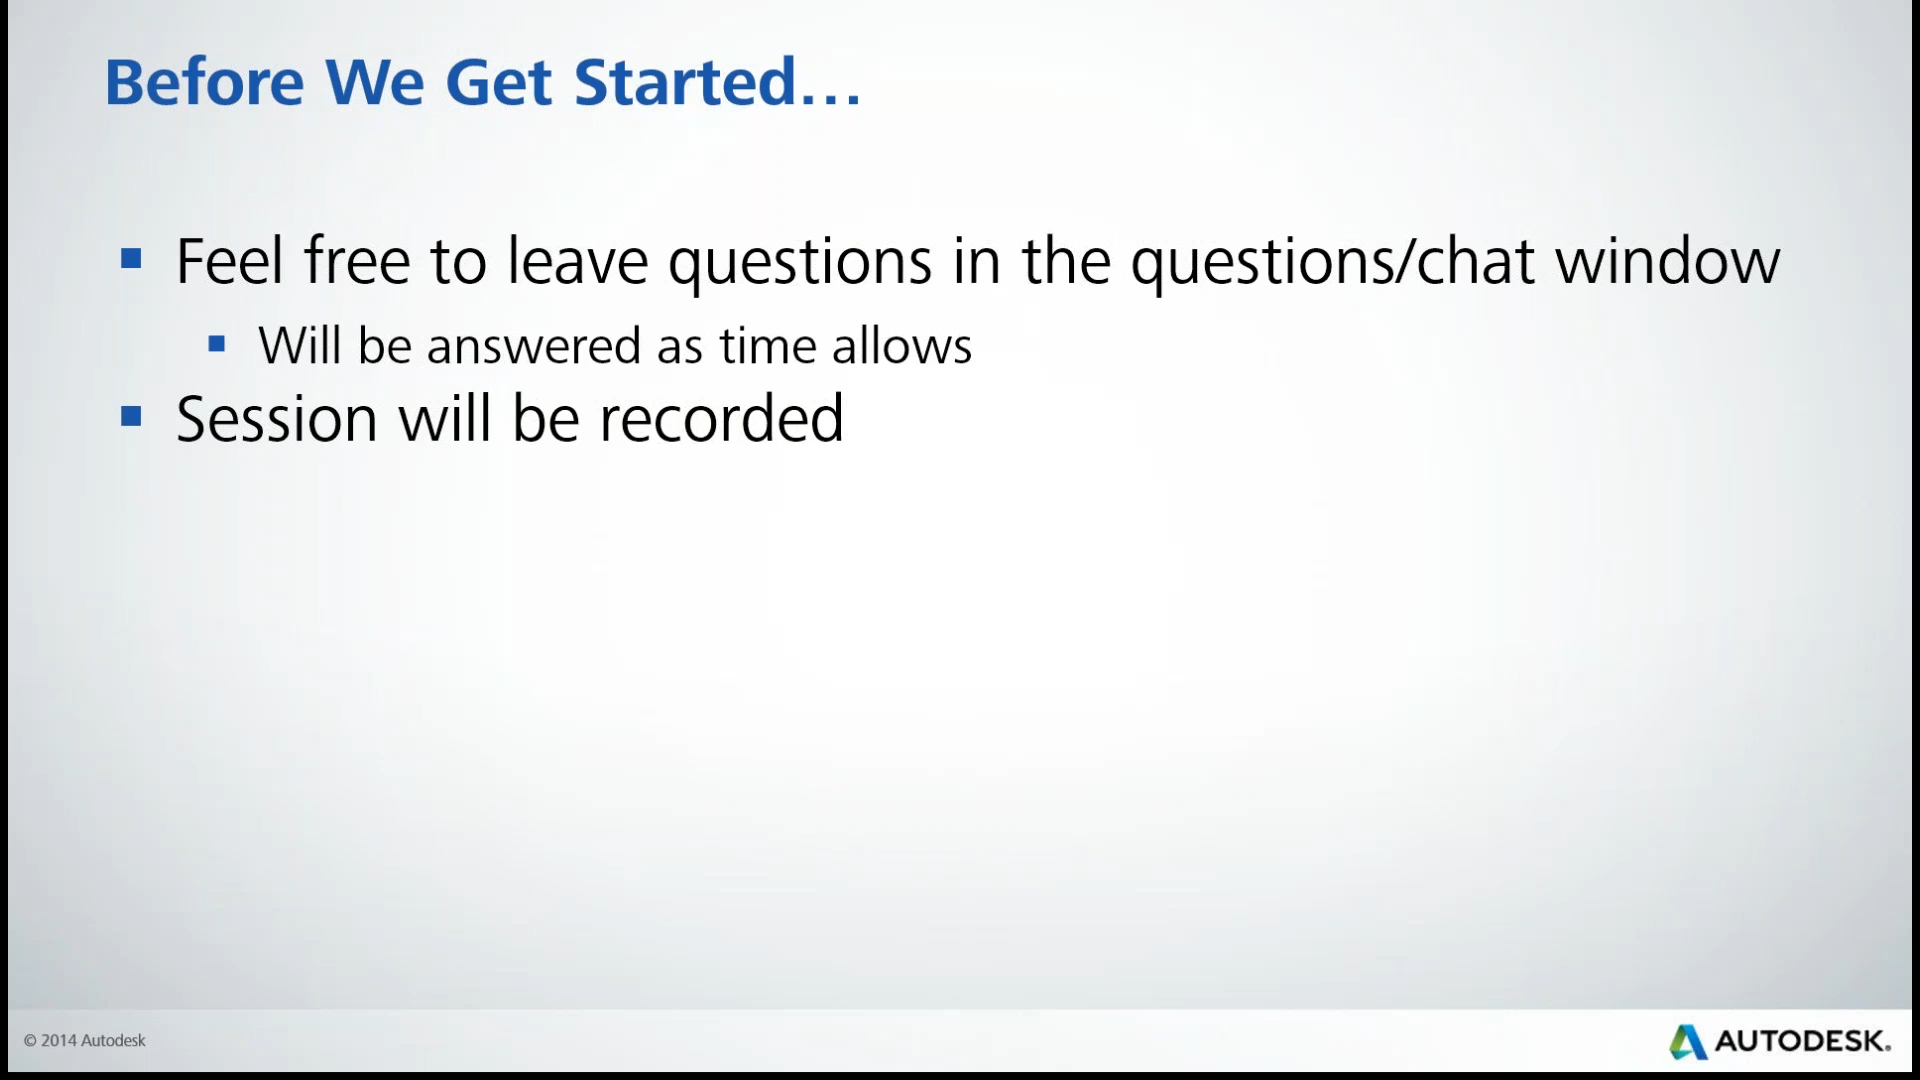 Before We Get Started…
Feel free to leave questions in the questions/chat window
Will be answered as time allows
Session will be recorded
© 2014 Autodesk
AUTODESK.